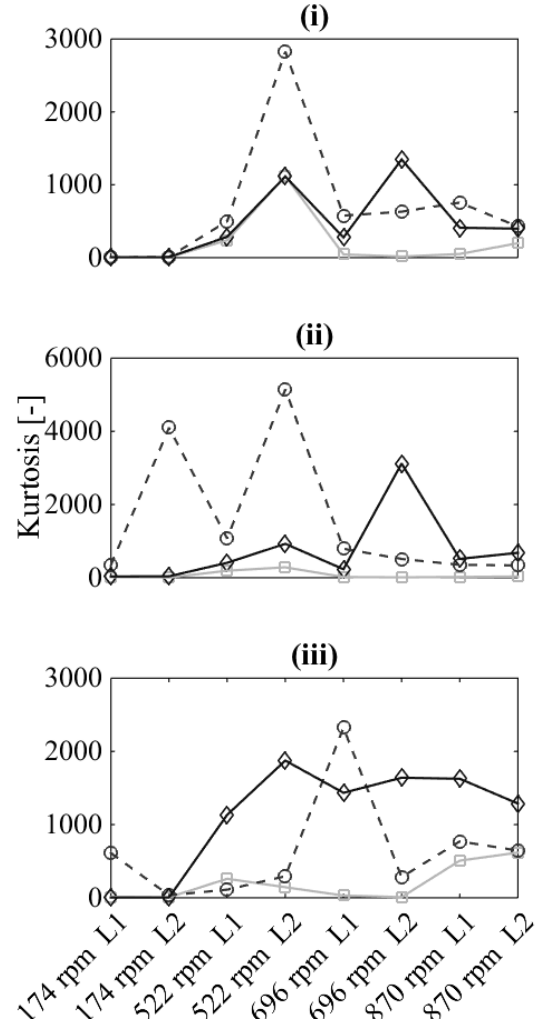 (i)
3000
2000
1000
0
(ii)
6000
4000
2000
0
Kurtosis [-]
(iii)
3000
2000
1000
0
174 rpm L1
174 rpm L2
522 rpm L1
522 rpm L2
696 rpm L1
696 rpm L2
870 rpm L1
870 rpm L2